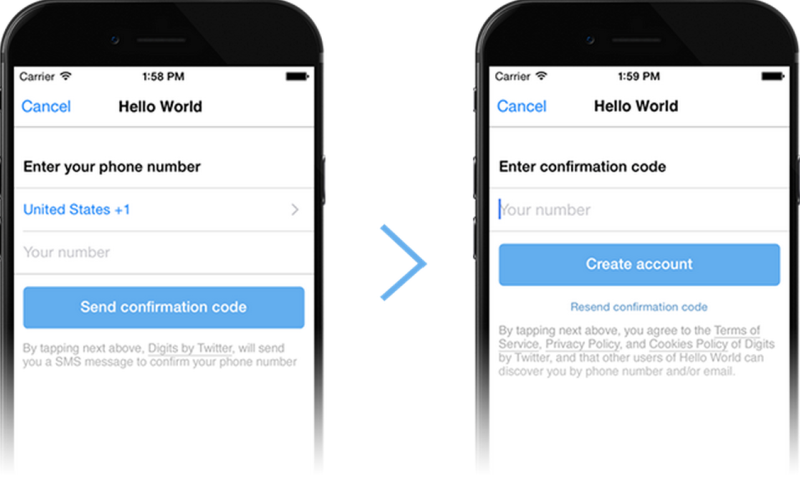 Carrier 1:58 PM
Cancel Hello World
Enter your phone number
United States +1
Your number
Send confirmation code
By tapping next above, Digits by Twitter, will send
you a SMS message to confirm your phone number
Carrier 1:59 PM
Cancel Hello World
Enter confirmation code
Your number
Create account
Resend confirmation code
By tapping next above, you agree to the Terms of
Service, Privacy Policy, and Cookies Policy of Digits
by Twitter, and that other users of Hello World can
discover you by phone number and/or email.